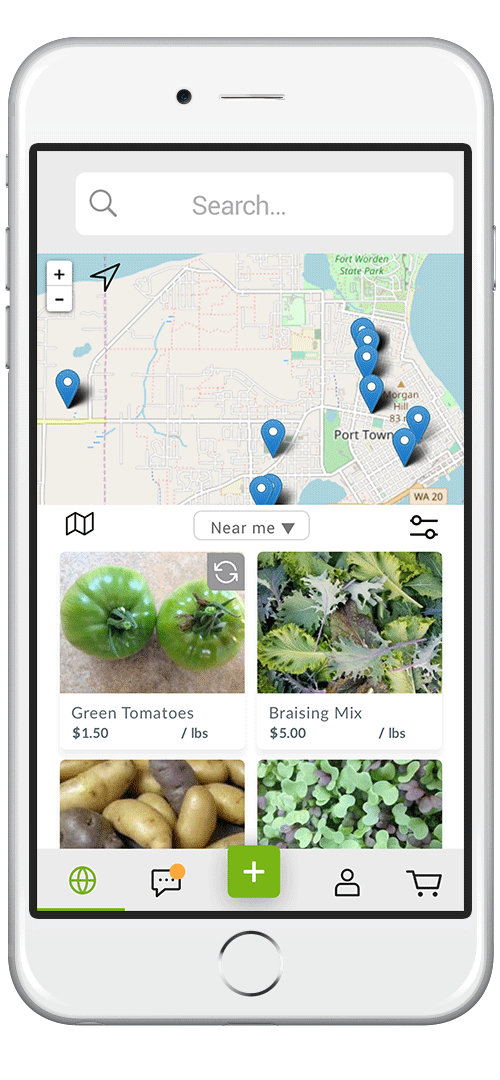 Search...
+
-
Fort Worden
State Park
Morgan
Hill
83 m
Port Town
WA 20
Near me ▼
Green Tomatoes
$1.50 / lbs
Braising Mix
$5.00 / lbs
+